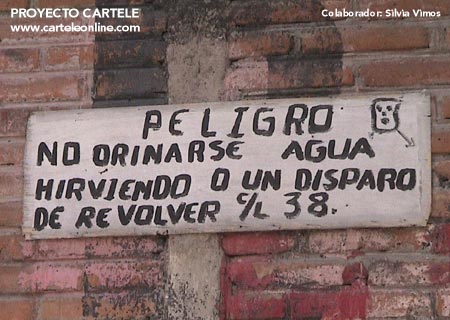 PROYECTO CARTELE
www.carteleonline.com
Colaborador: Silvia Vimos
PELIGRO
NO ORINARSE AGUA
HIRVIENDO O UN DISPARO
DE REVOLVER C/L 38.